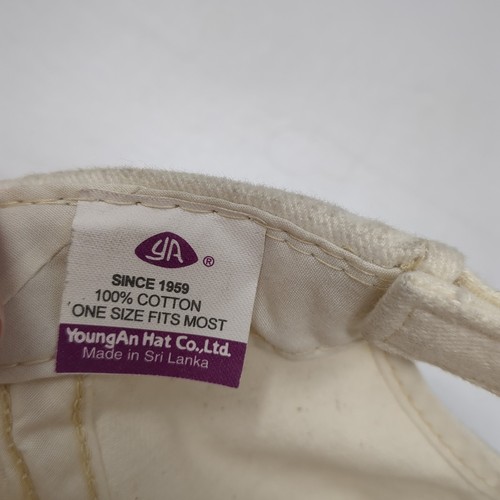 YA ®
SINCE 1959
100% COTTON
ONE SIZE FITS MOST
YoungAn Hat Co.,Ltd.
Made in Sri Lanka